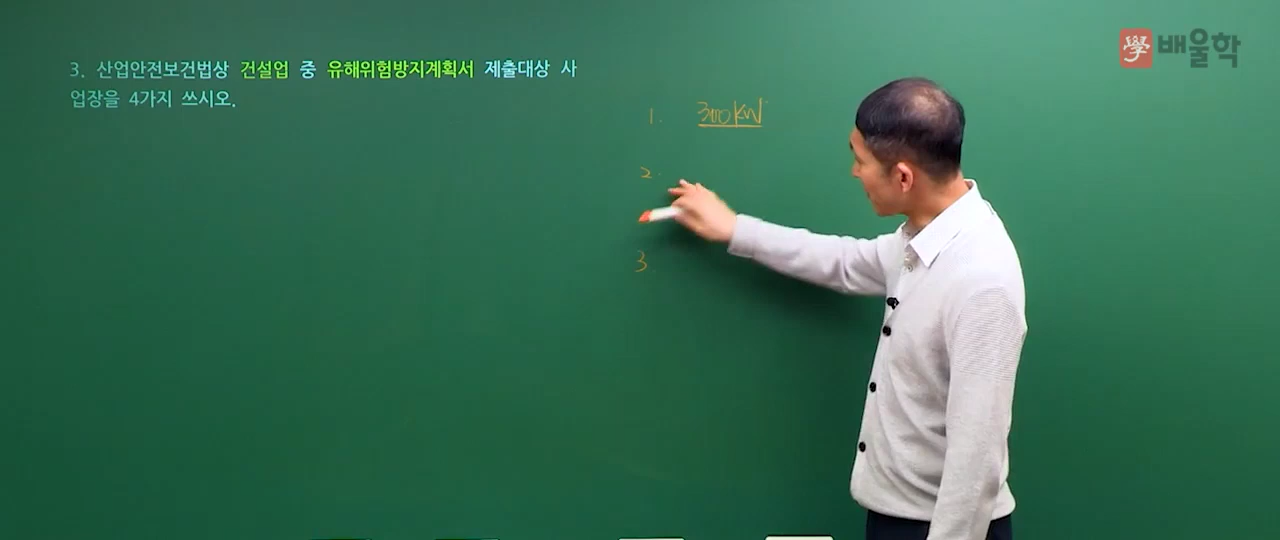 學 배울학
3. 산업안전보건법상 건설업 중 유해위험방지계획서 제출대상 사
업장을 4가지 쓰시오.
1. 300kW
2.
3.